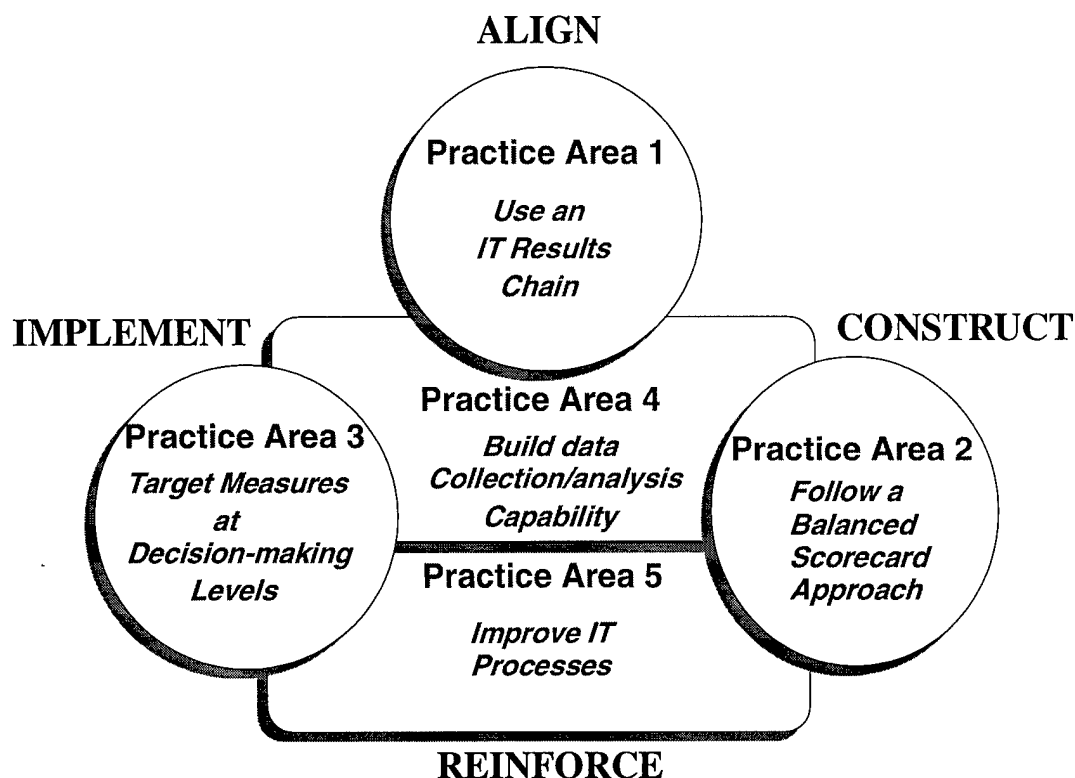 ALIGN
Practice Area 1
Use an
IT Results
Chain
IMPLEMENT
CONSTRUCT
Practice Area 3
Target Measures
at
Decision-making
Levels
Practice Area 4
Build data
Collection/analysis
Capability
Practice Area 2
Follow a
Balanced
Scorecard
Approach
Practice Area 5
Improve IT
Processes
REINFORCE